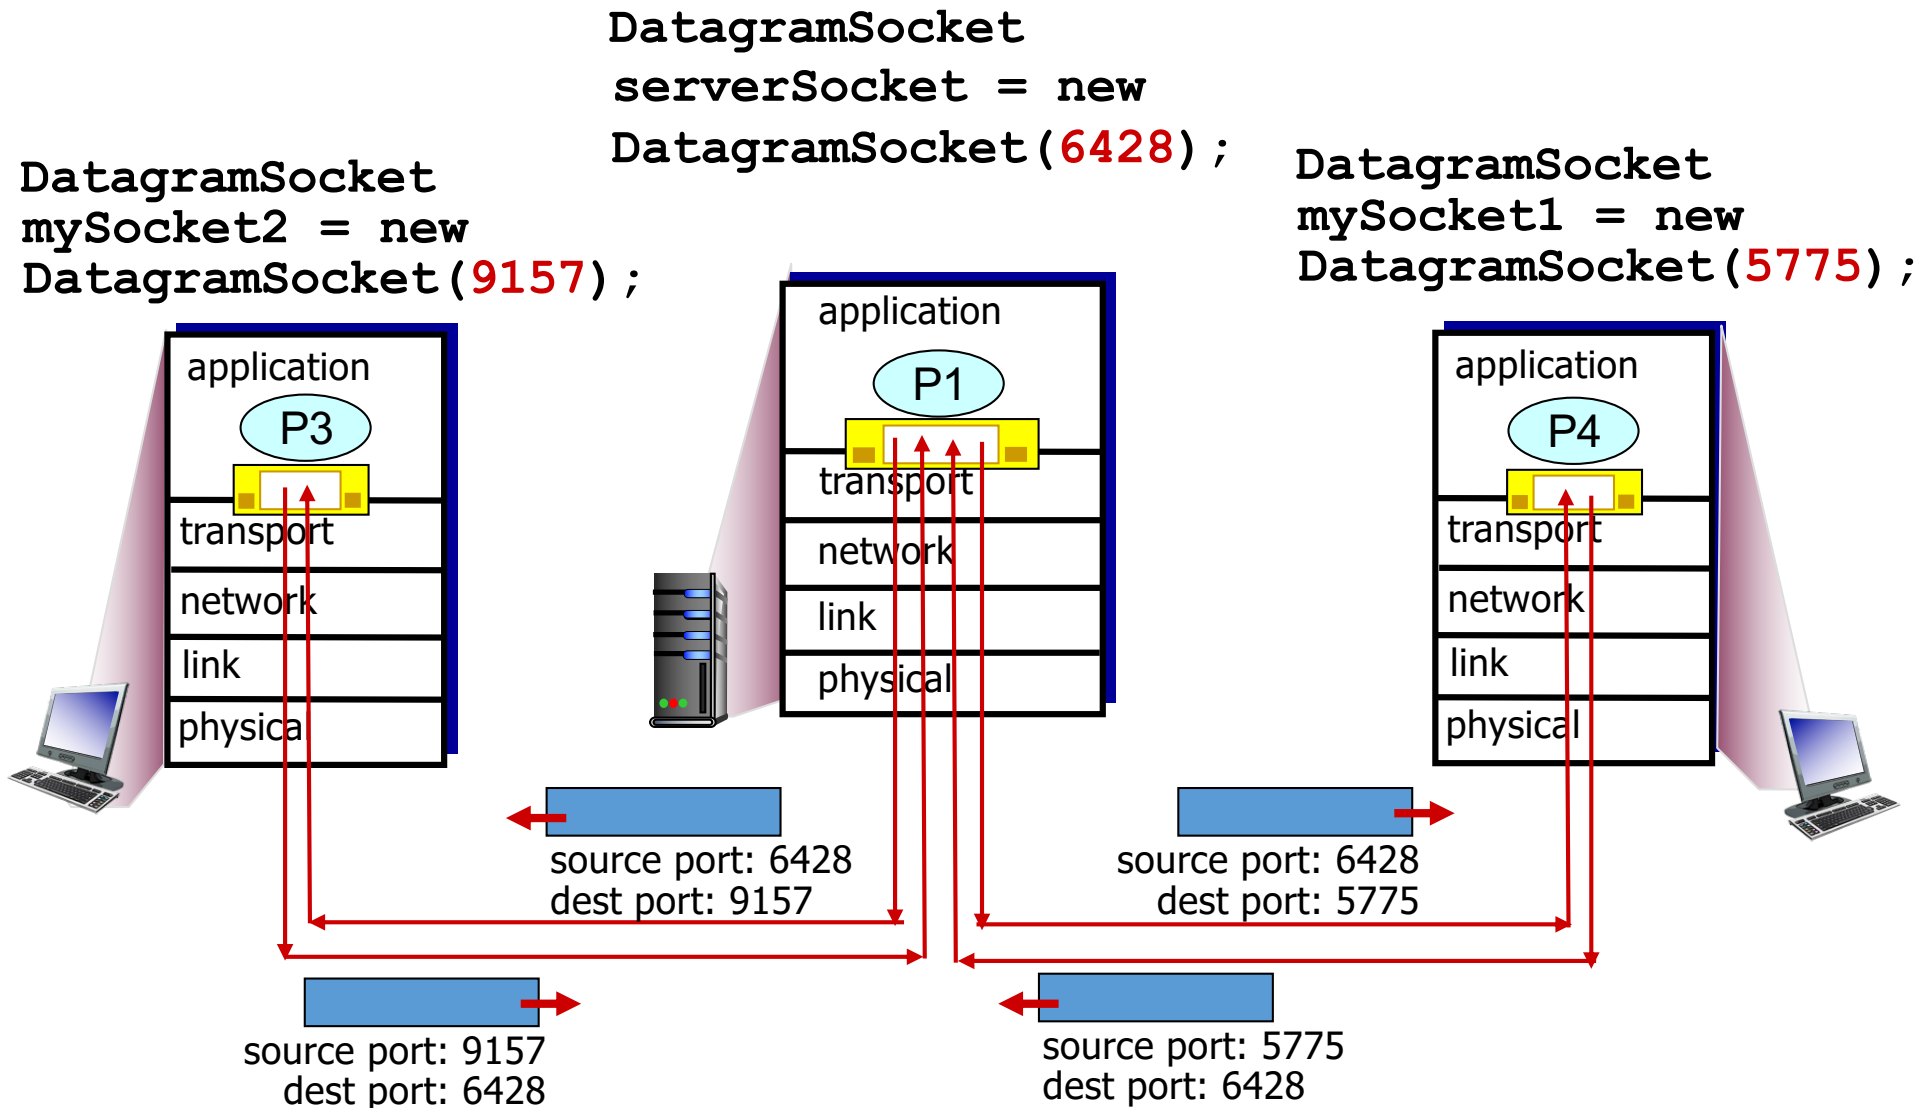 DatagramSocket
serverSocket = new
DatagramSocket(6428);
DatagramSocket
mySocket2 = new
DatagramSocket(9157);
DatagramSocket
mySocket1 = new
DatagramSocket(5775);
application
P3
transport
network
link
physica
application
P1
transport
network
link
physical
application
P4
transport
network
link
physical
source port: 6428
dest port: 9157
source port: 6428
dest port: 5775
source port: 9157
dest port: 6428
source port: 5775
dest port: 6428